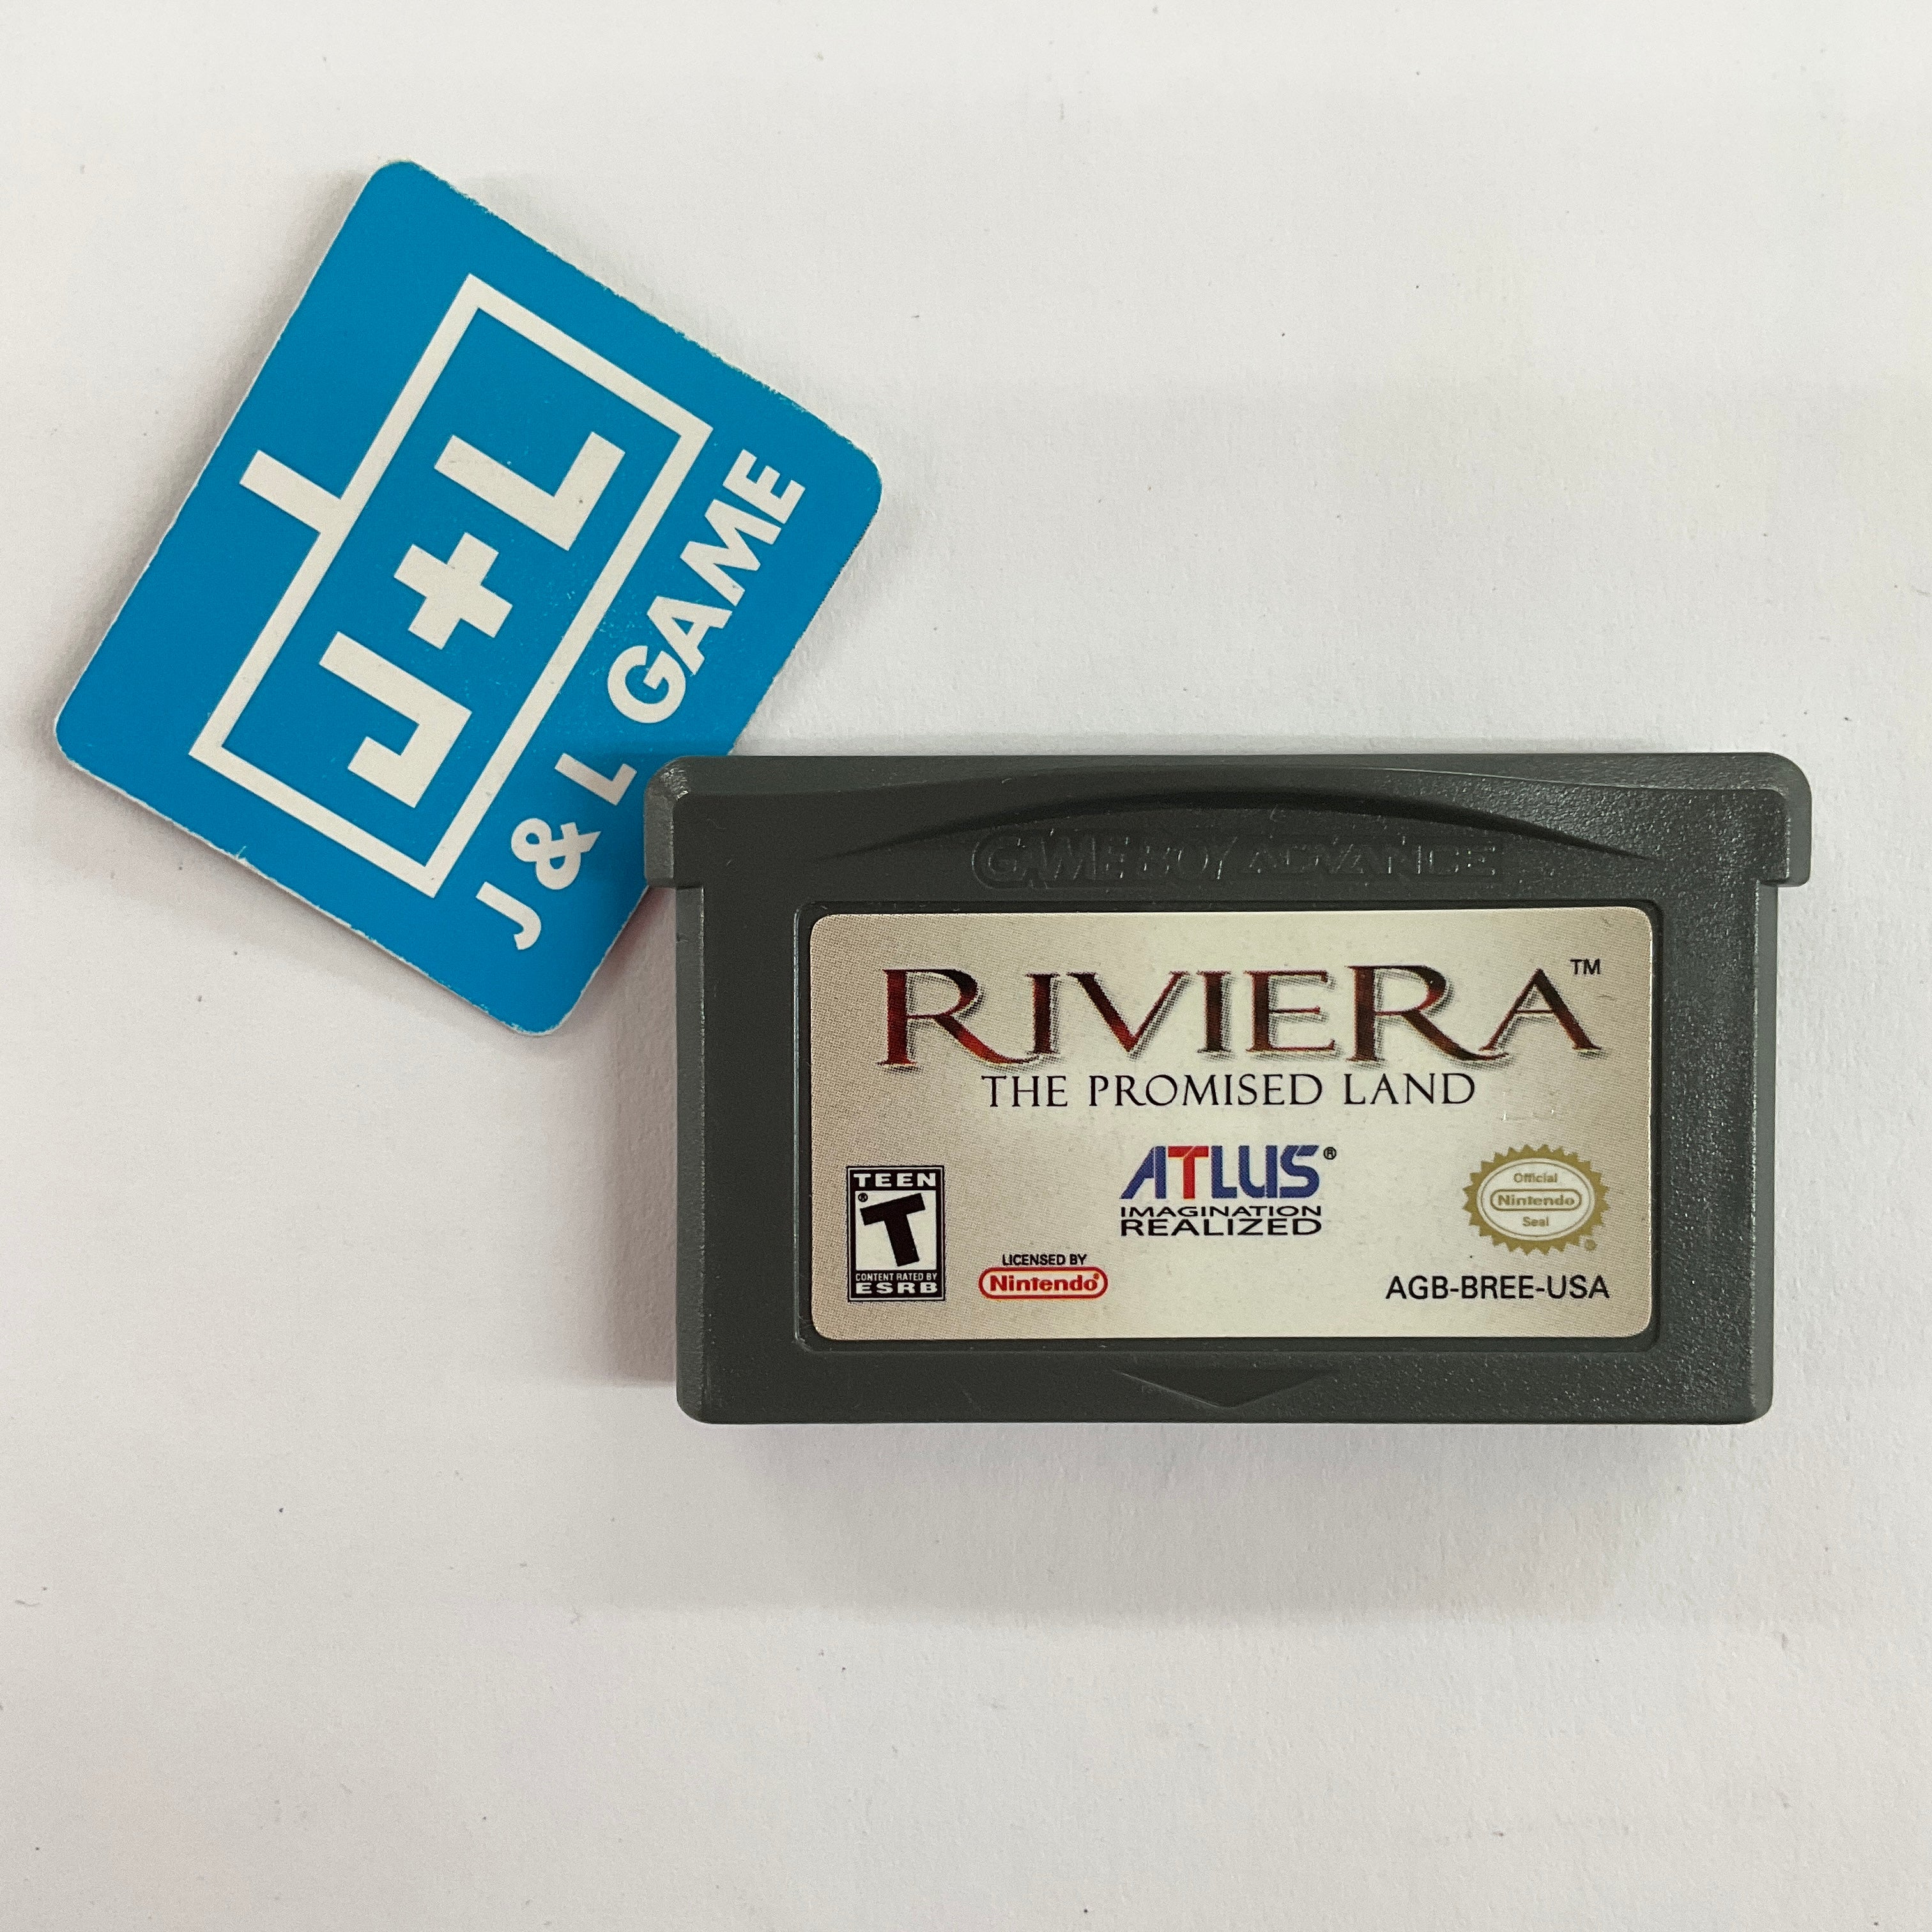 J+L
J & L GAME
GAME BOY ADVANCE
RIVIERA™
THE PROMISED LAND
ATLUS®
IMAGINATION
REALIZED
TEEN
T®
CONTENT RATED BY
ESRB
LICENSED BY
Nintendo®
Official
Nintendo
Seal®
AGB-BREE-USA